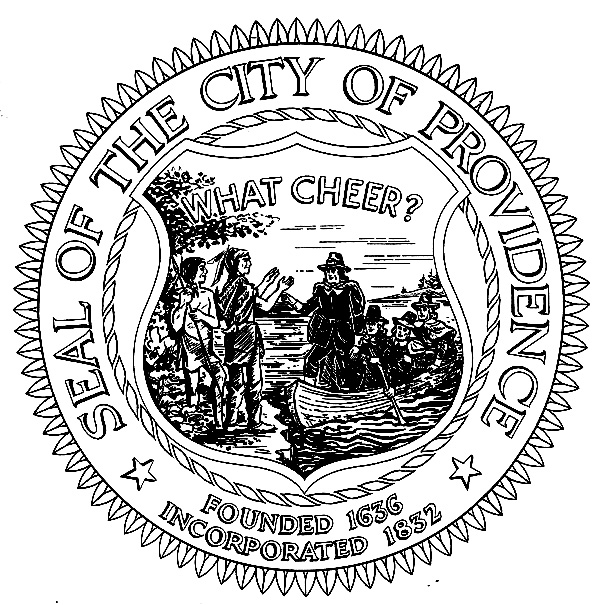 SEAL OF THE CITY OF PROVIDENCE
WHAT CHEER?
FOUNDED 1636
INCORPORATED 1832